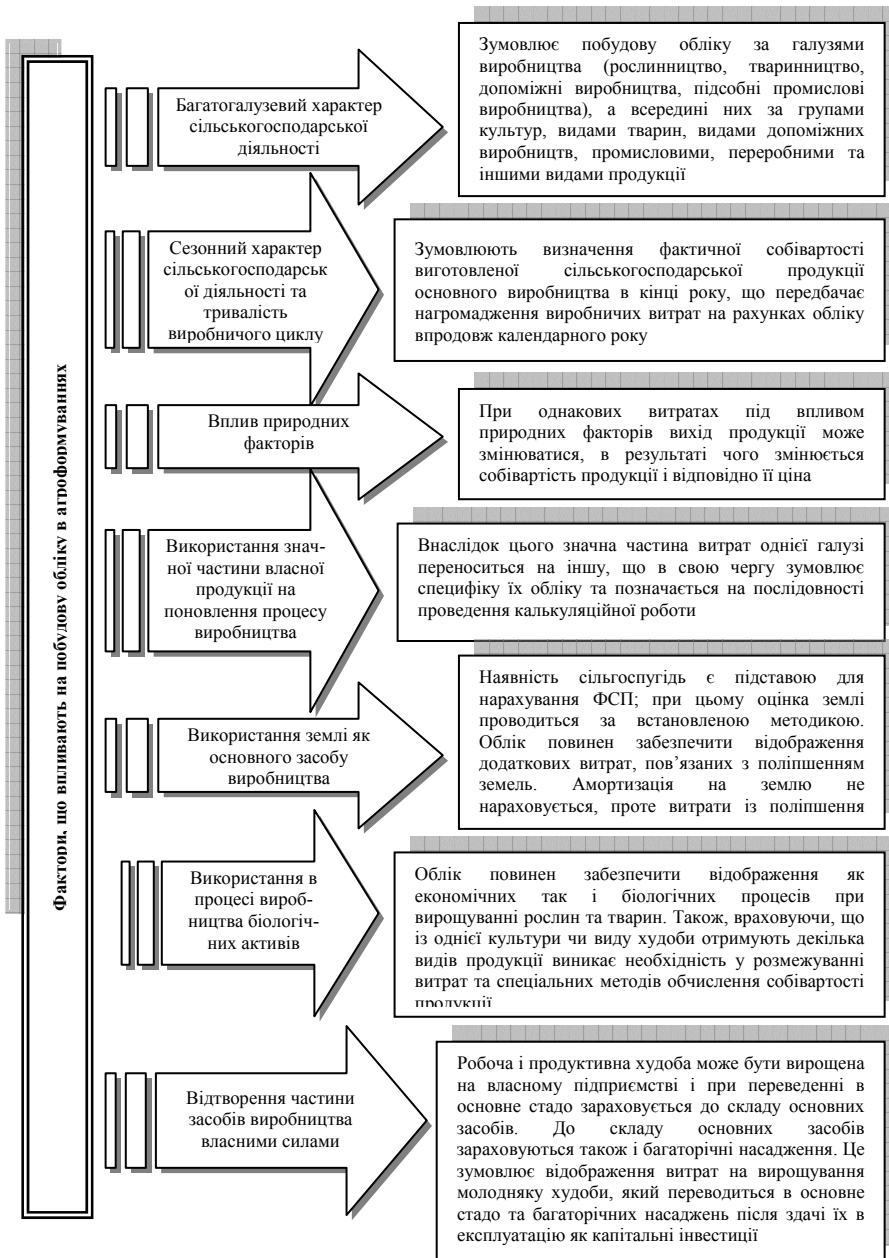 Фактори, що впливають на побудову обліку в агроформуваннях
Багатогалузевий характер
сільськогосподарської
діяльності
Зумовлює побудову обліку за галузями
виробництва (рослинництво, тваринництво,
допоміжні виробництва, підсобні промислові
виробництва), а всередині них за групами
культур, видами тварин, видами допоміжних
виробництв, промисловими, переробними та
іншими видами продукції
Сезонний характер
сільськогосподарськ
ої діяльності та
тривалість
виробничого циклу
Зумовлюють визначення фактичної собівартості
виготовленої сільськогосподарської продукції
основного виробництва в кінці року, що передбачає
нагромадження виробничих витрат на рахунках обліку
впродовж календарного року
Вплив природних
факторів
При однакових витратах під впливом
природних факторів вихід продукції може
змінюватися, в результаті чого змінюється
собівартість продукції і відповідно її ціна
Використання знач-
ної частини власної
продукції на
поновлення процесу
виробництва
Внаслідок цього значна частина витрат однієї галузі
переноситься на іншу, що в свою чергу зумовлює
специфіку їх обліку та позначається на послідовності
проведення калькуляційної роботи
Використання землі як
основного засобу
виробництва
Наявність сільгоспугідь є підставою для
нарахування ФСП; при цьому оцінка землі
проводиться за встановленою методикою.
Облік повинен забезпечити відображення
додаткових витрат, пов’язаних з поліпшенням
земель. Амортизація на землю не
нараховується, проте витрати із поліпшення
Використання в
процесі вироб-
ництва біологіч-
них активів
Облік повинен забезпечити відображення як
економічних так і біологічних процесів при
вирощуванні рослин та тварин. Також, враховуючи, що
із однієї культури чи виду худоби отримують декілька
видів продукції виникає необхідність у розмежуванні
витрат та спеціальних методів обчислення собівартості
продукції
Відтворення частини
засобів виробництва
власними силами
Робоча і продуктивна худоба може бути вирощена
на власному підприємстві і при переведенні в
основне стадо зараховується до складу основних
засобів. До складу основних засобів
зараховуються також і багаторічні насадження. Це
зумовлює відображення витрат на вирощування
молодняку худоби, який переводиться в основне
стадо та багаторічних насаджень після здачі їх в
експлуатацію як капітальні інвестиції